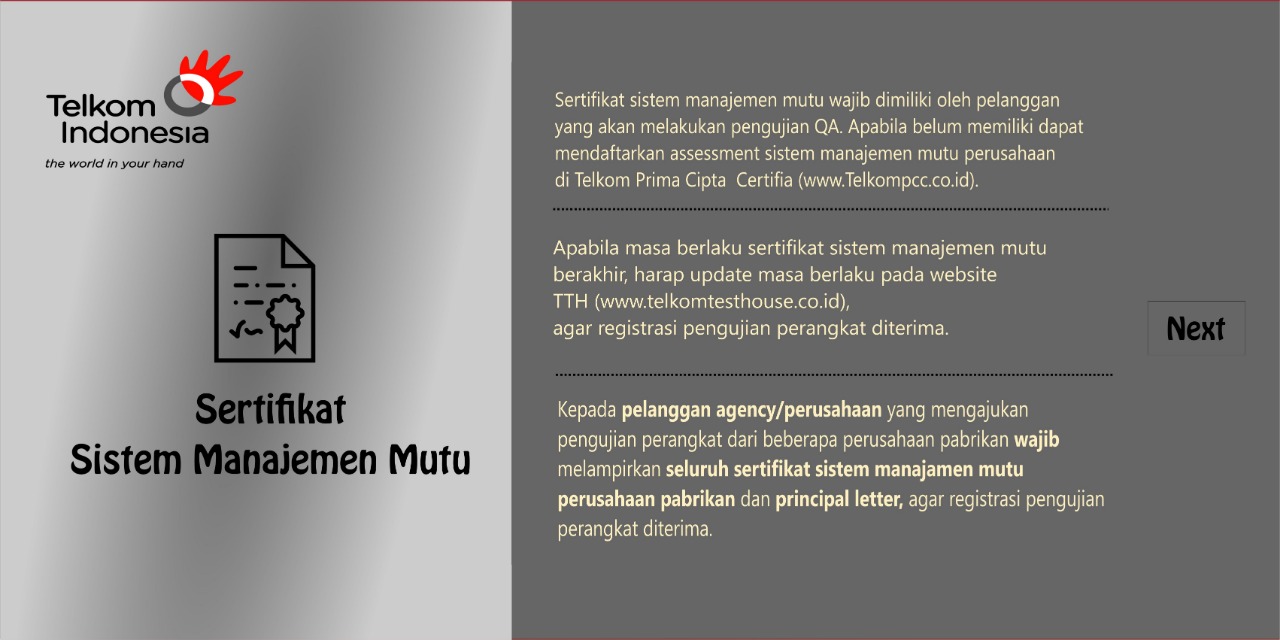 Telkom
Indonesia
the world in your hand
Sertifikat
Sistem Manajemen Mutu
Sertifikat sistem manajemen mutu wajib dimiliki oleh pelanggan
yang akan melakukan pengujian QA. Apabila belum memiliki dapat
mendaftarkan assessment sistem manajemen mutu perusahaan
di Telkom Prima Cipta Certifia (www.Telkompcc.co.id).
Apabila masa berlaku sertifikat sistem manajemen mutu
berakhir, harap update masa berlaku pada website
TTH (www.telkomtesthouse.co.id),
agar registrasi pengujian perangkat diterima.
Kepada pelanggan agency/perusahaan yang mengajukan
pengujian perangkat dari beberapa perusahaan pabrikan wajib
melampirkan seluruh sertifikat sistem manajamen mutu
perusahaan pabrikan dan principal letter, agar registrasi pengujian
perangkat diterima.
Next